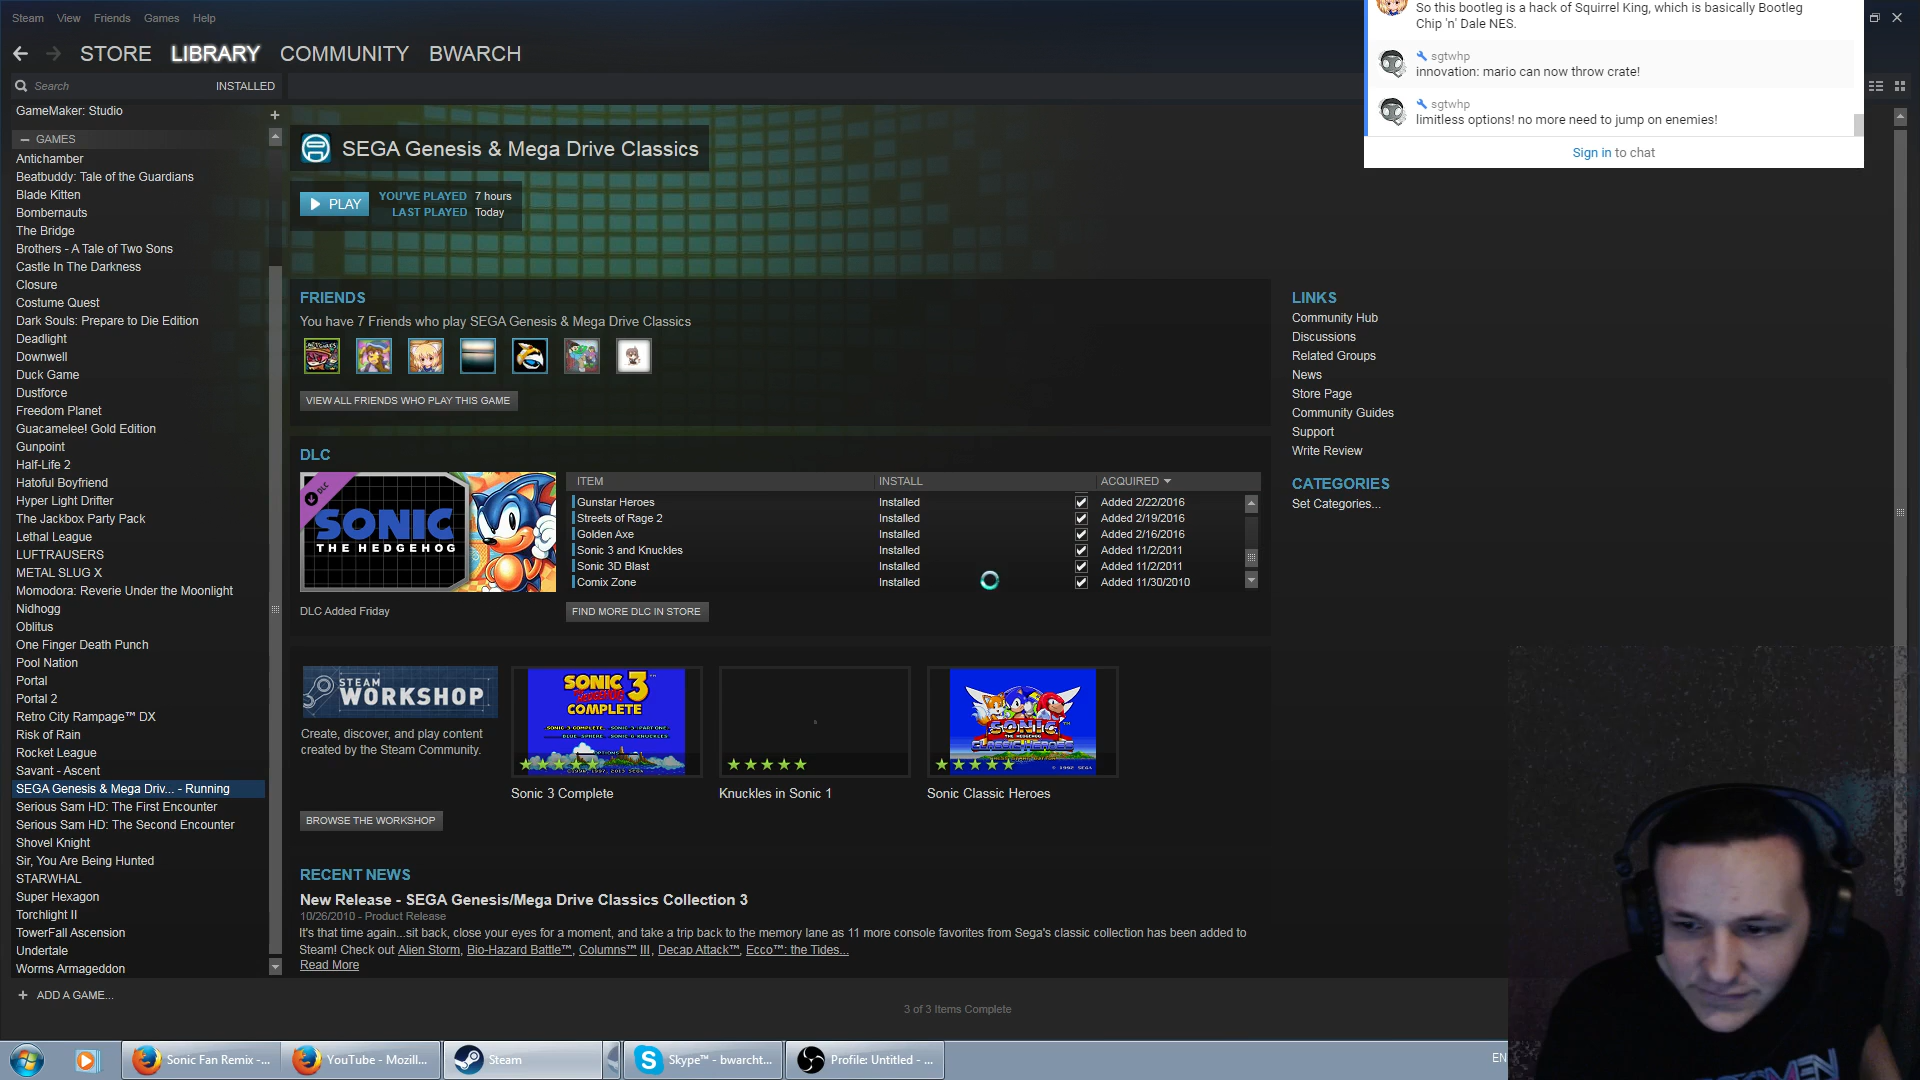 Steam View Friends Games Help
STORE LIBRARY COMMUNITY BWARCH
Search INSTALLED
GameMaker: Studio
GAMES
Antichamber
Beatbuddy: Tale of the Guardians
Blade Kitten
Bombernauts
The Bridge
Brothers - A Tale of Two Sons
Castle In The Darkness
Closure
Costume Quest
Dark Souls: Prepare to Die Edition
Deadlight
Downwell
Duck Game
Dustforce
Freedom Planet
Guacamelee! Gold Edition
Gunpoint
Half-Life 2
Hatoful Boyfriend
Hyper Light Drifter
The Jackbox Party Pack
Lethal League
LUFTRAUSERS
METAL SLUG X
Momodora: Reverie Under the Moonlight
Nidhogg
Oblitus
One Finger Death Punch
Pool Nation
Portal
Portal 2
Retro City Rampage™ DX
Risk of Rain
Rocket League
Savant - Ascent
SEGA Genesis & Mega Driv... - Running
Serious Sam HD: The First Encounter
Serious Sam HD: The Second Encounter
Shovel Knight
Sir, You Are Being Hunted
STARWHAL
Super Hexagon
Torchlight II
TowerFall Ascension
Undertale
Worms Armageddon
+ ADD A GAME...
SEGA Genesis & Mega Drive Classics
PLAY
YOU'VE PLAYED 7 hours
LAST PLAYED Today
FRIENDS
You have 7 Friends who play SEGA Genesis & Mega Drive Classics
VIEW ALL FRIENDS WHO PLAY THIS GAME
DLC
DLC
SONIC
THE HEDGEHOG
DLC Added Friday
ITEM INSTALL ACQUIRED
Gunstar Heroes Installed Added 2/22/2016
Streets of Rage 2 Installed Added 2/19/2016
Golden Axe Installed Added 2/16/2016
Sonic 3 and Knuckles Installed Added 11/2/2011
Sonic 3D Blast Installed Added 11/2/2011
Comix Zone Installed Added 11/30/2010
FIND MORE DLC IN STORE
STEAM
WORKSHOP
Create, discover, and play content
created by the Steam Community.
BROWSE THE WORKSHOP
SONIC 3
COMPLETE
Sonic 3 Complete
Knuckles in Sonic 1
SONIC
CLASSIC HEROES
Sonic Classic Heroes
RECENT NEWS
New Release - SEGA Genesis/Mega Drive Classics Collection 3
10/26/2010 - Product Release
It's that time again...sit back, close your eyes for a moment, and take a trip back to the memory lane as 11 more console favorites from Sega's classic collection has been added to
Steam! Check out Alien Storm, Bio-Hazard Battle™, Columns™ III, Decap Attack™, Ecco™: the Tides...
Read More
3 of 3 Items Complete
LINKS
Community Hub
Discussions
Related Groups
News
Store Page
Community Guides
Support
Write Review
CATEGORIES
Set Categories...
So this bootleg is a hack of Squirrel King, which is basically Bootleg
Chip 'n' Dale NES.
sgtwhp
innovation: mario can now throw crate!
sgtwhp
limitless options! no more need to jump on enemies!
Sign in to chat
Sonic Fan Remix -...
YouTube - Mozill...
Steam
Skype™ - bwarcht...
Profile: Untitled - ...
EN